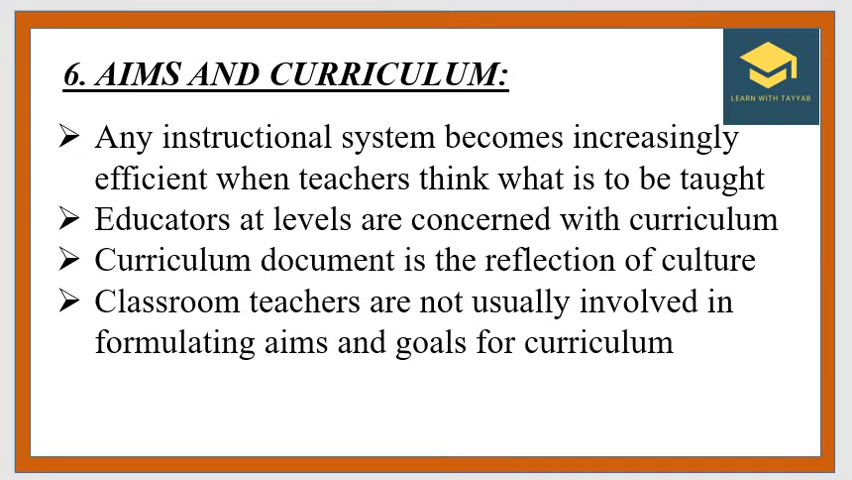 6. AIMS AND CURRICULUM:
LEARN WITH TAYYAB
➢ Any instructional system becomes increasingly
efficient when teachers think what is to be taught
➢ Educators at levels are concerned with curriculum
➢ Curriculum document is the reflection of culture
➢ Classroom teachers are not usually involved in
formulating aims and goals for curriculum